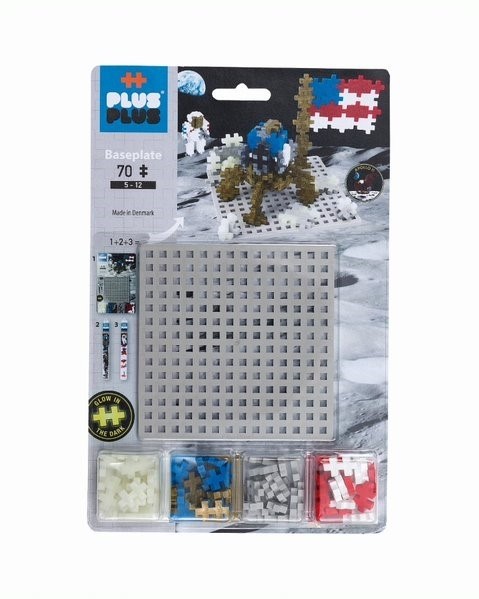 PLUS
PLUS
Baseplate
70
5 - 12
Made in Denmark
1+2+3 =
1
2
3
GLOW IN
THE DARK